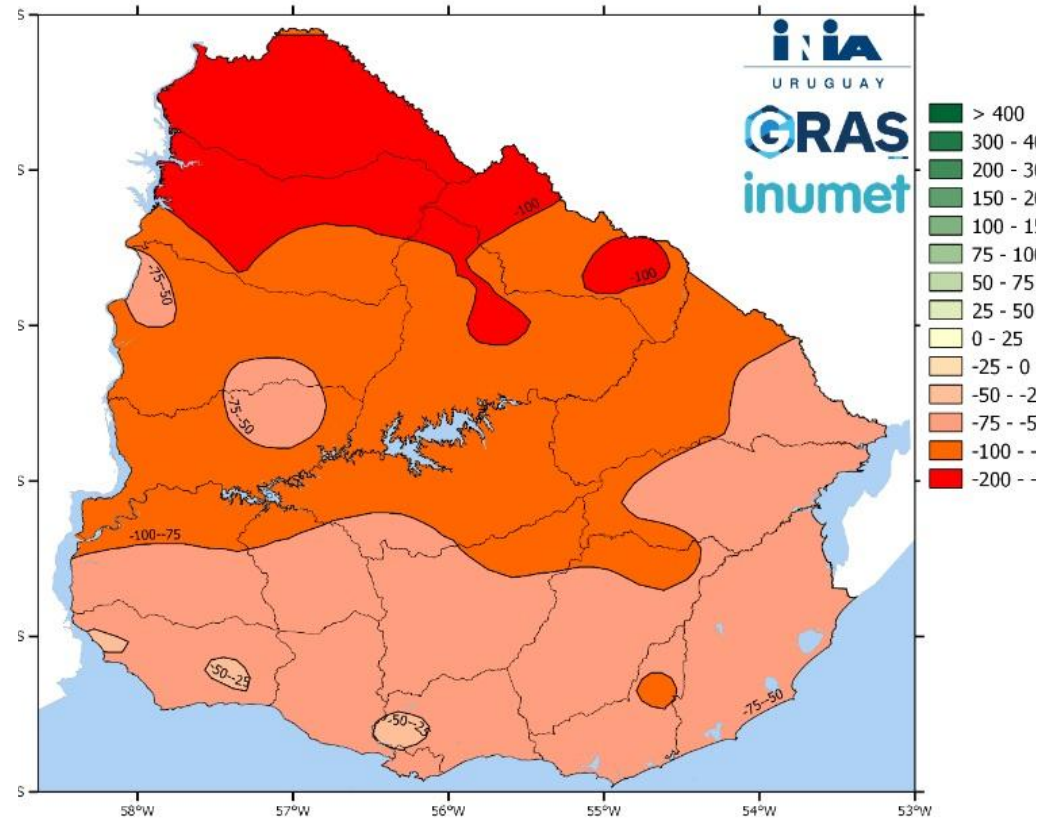 iNiA
URUGUAY
GRAS
inumet
> 400
300 - 4
200 - 3
150 - 2
100 - 1
75 - 10
50 - 75
25 - 50
0 - 25
-25 - 0
-50 - -2
-75 - -5
-100 - -
-200 - -
-100
-100
-75--50
-75--50
-100--75
-50--25
-50--25
-75--50
S
S
S
S
S
S
58°W
57°W
56°W
55°W
54°W
53°W